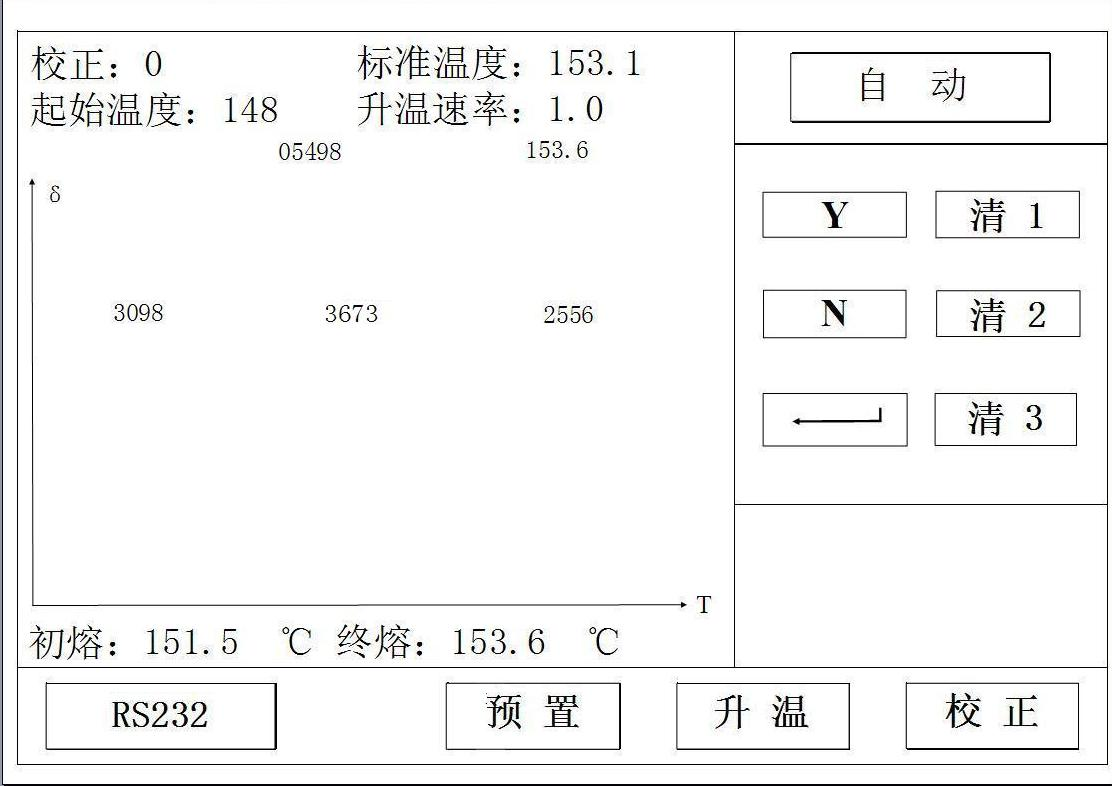 校正：0 标准温度：153.1
起始温度：148 升温速率：1.0
05498 153.6
δ
3098 3673 2556
T
初熔：151.5 ℃ 终熔：153.6 ℃
自 动
Y 清 1
N 清 2
清 3
RS232 预 置 升 温 校 正